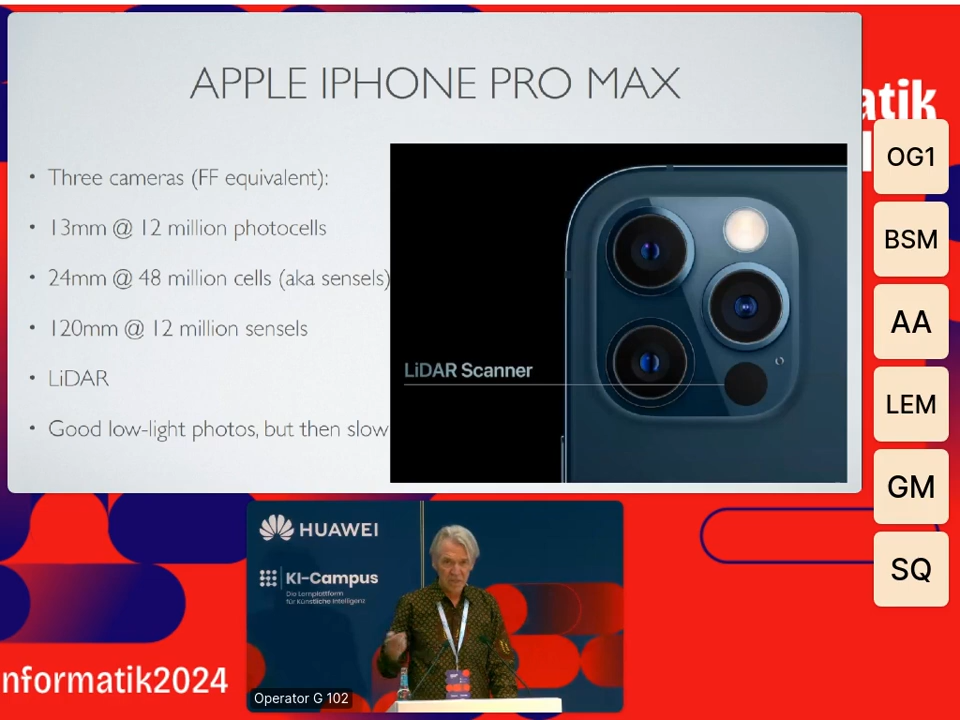 APPLE IPHONE PRO MAX
• Three cameras (FF equivalent):
• 13mm @ 12 million photocells
• 24mm @ 48 million cells (aka sensels)
• 120mm @ 12 million sensels
• LiDAR
• Good low-light photos, but then slow
LiDAR Scanner
atik
OG1
BSM
AA
LEM
GM
SQ
HUAWEI
KI-Campus
Die Lernplattform
für Künstliche Intelligenz
Operator G 102
nformatik2024